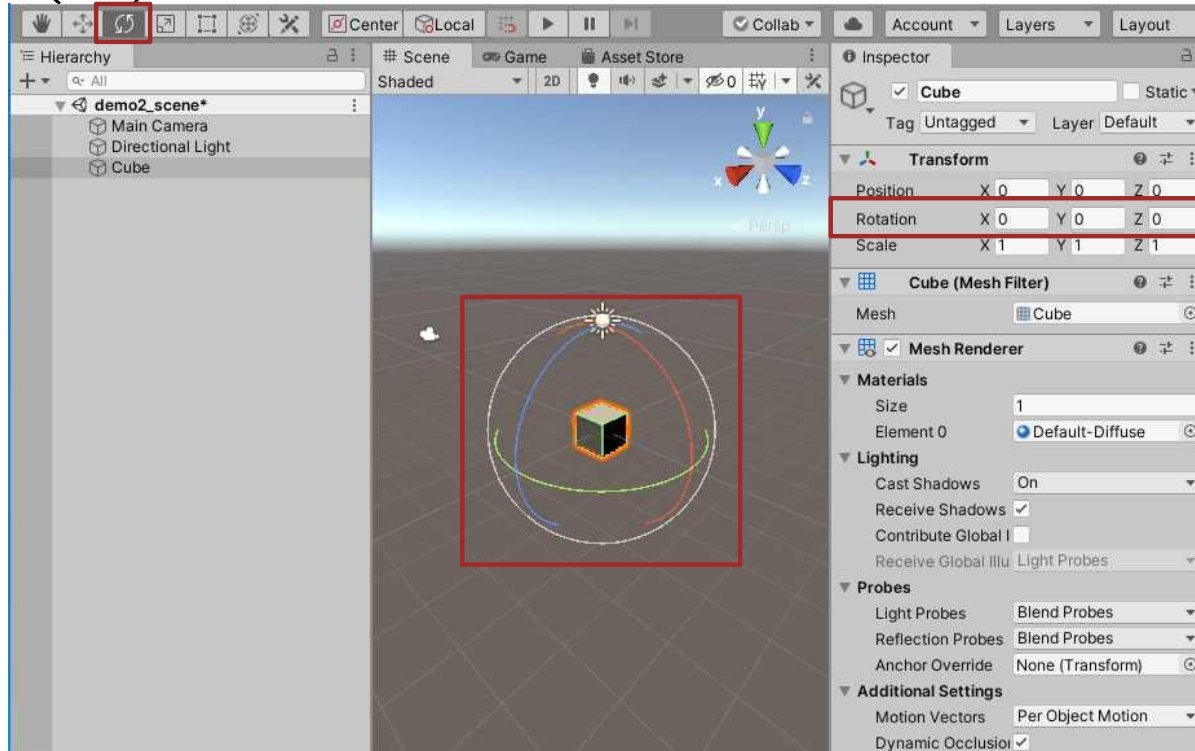 Center Local Collab Account Layers Layout
Hierarchy
All
demo2_scene*
Main Camera
Directional Light
Cube
Scene Game Asset Store
Shaded 2D 0
y
x z
Persp
Inspector
Cube Static
Tag Untagged Layer Default
Transform
Position X 0 Y 0 Z 0
Rotation X 0 Y 0 Z 0
Scale X 1 Y 1 Z 1
Cube (Mesh Filter)
Mesh Cube
Mesh Renderer
Materials
Size 1
Element 0 Default-Diffuse
Lighting
Cast Shadows On
Receive Shadows
Contribute Global I
Receive Global Illu Light Probes
Probes
Light Probes Blend Probes
Reflection Probes Blend Probes
Anchor Override None (Transform)
Additional Settings
Motion Vectors Per Object Motion
Dynamic Occlusion